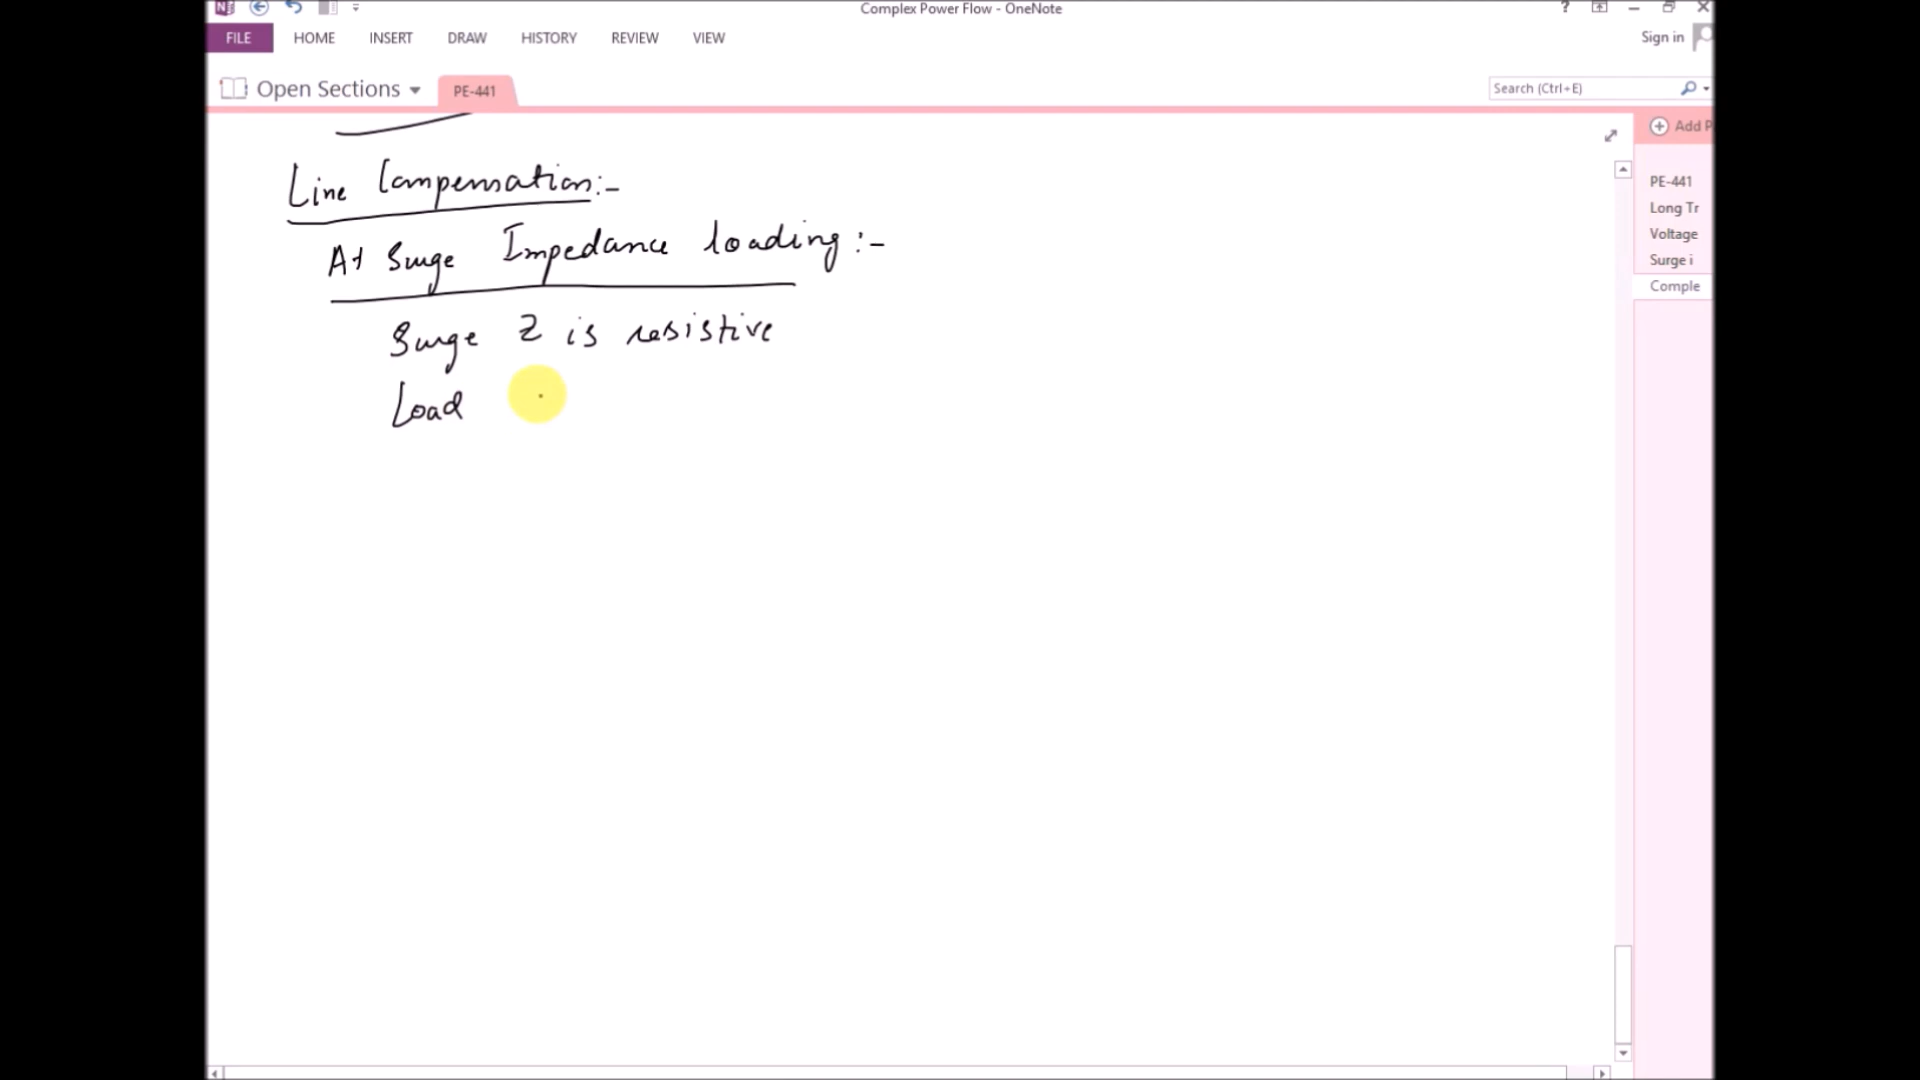 Complex Power Flow - OneNote
?
FILE HOME INSERT DRAW HISTORY REVIEW VIEW
Sign in
Open Sections PE-441
Search (Ctrl+E)
Add P
Line Compensation:-
At Surge Impedance loading:-
Surge Z is resistive
Load
PE-441
Long Tr
Voltage
Surge i
Comple